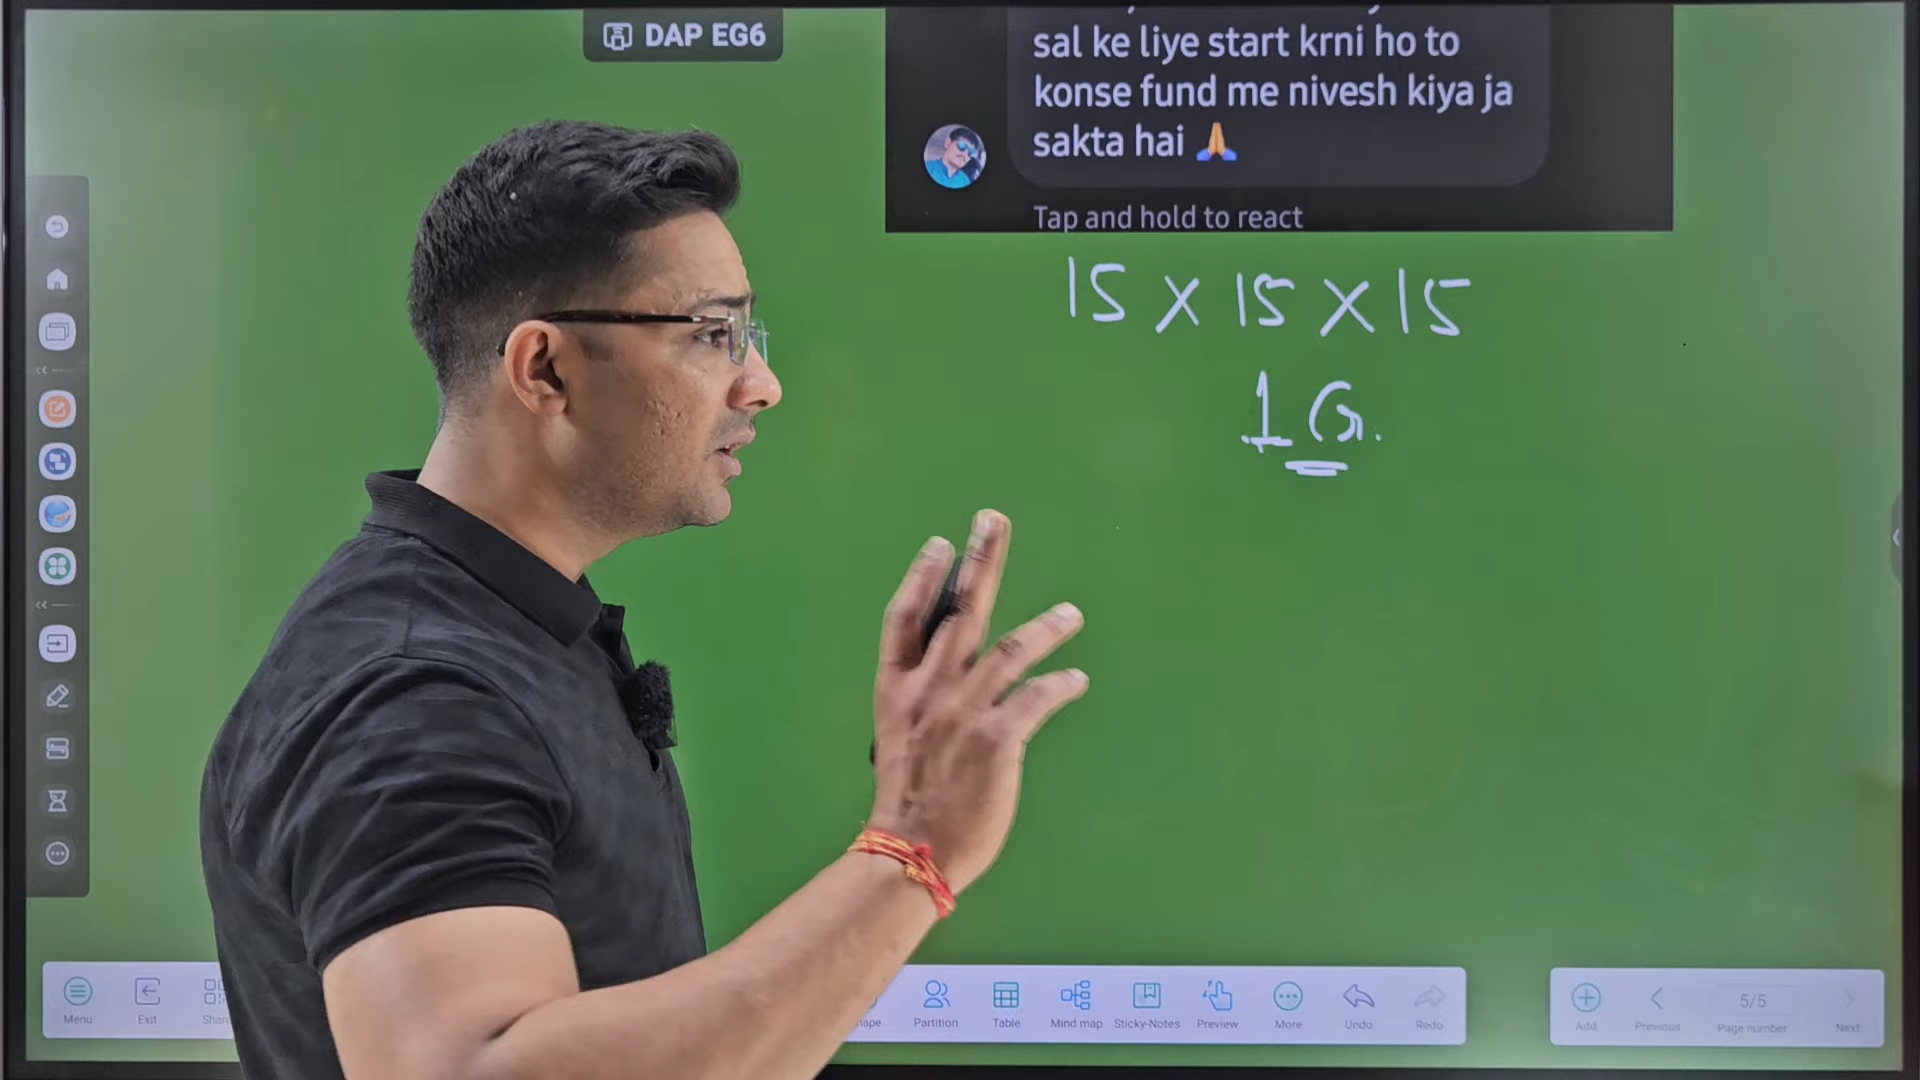 DAP EG6
sal ke liye start krni ho to
konse fund me nivesh kiya ja
sakta hai 🙏
Tap and hold to react
15 X 15 X 15
1 G.
Menu
Exit
Partition
Table
Mind map
Sticky-Notes
Preview
More
Undo
Redo
Add
Previous
5/5
Page number
Next